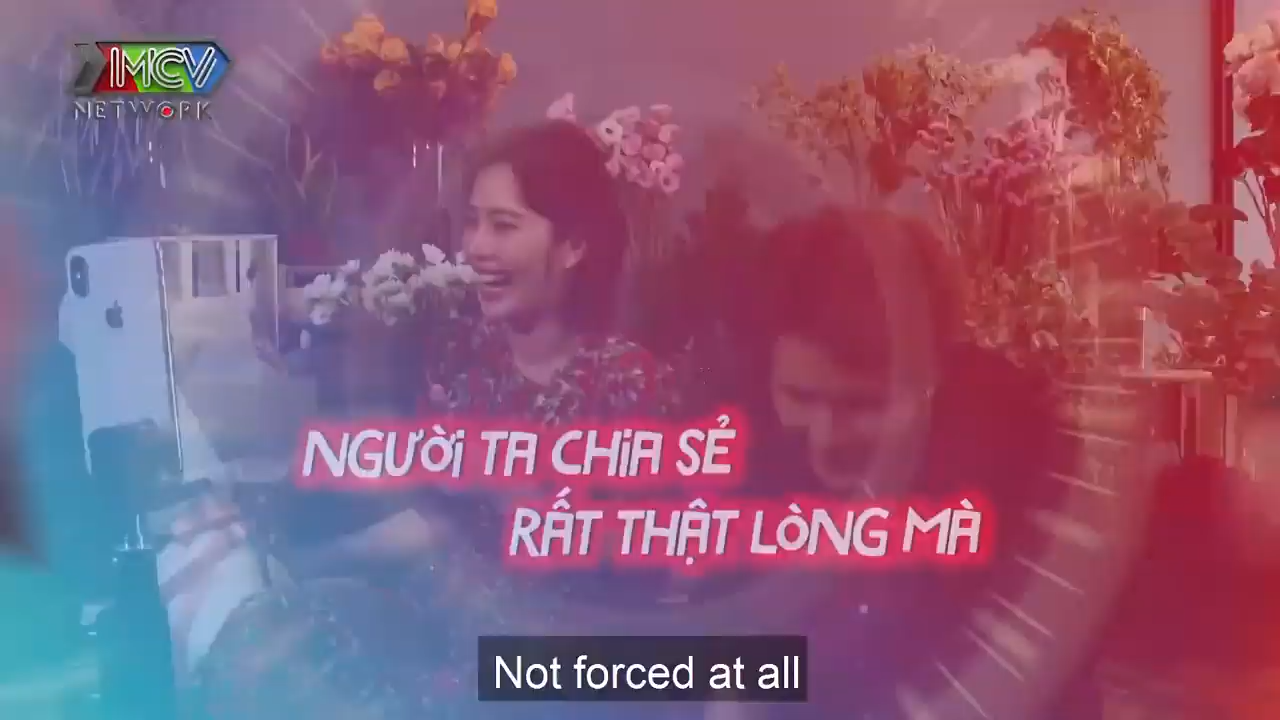 MCV
NETWORK
NGƯỜI TA CHIA SẺ
RẤT THẬT LÒNG MÀ
Not forced at all